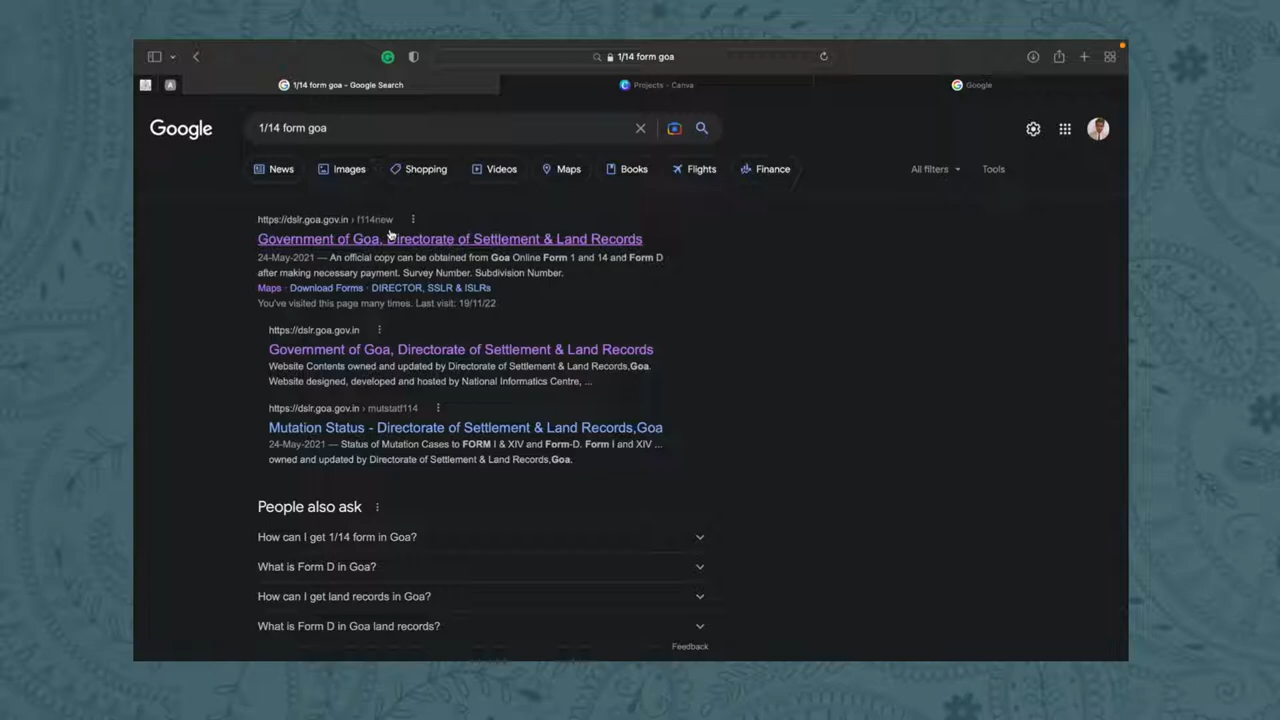 1/14 form goa
1/14 form goa - Google Search
Projects - Canva
Google
Google
1/14 form goa
News
Images
Shopping
Videos
Maps
Books
Flights
Finance
All filters
Tools
https://dslr.goa.gov.in › f114new
Government of Goa, Directorate of Settlement & Land Records
24-May-2021 — An official copy can be obtained from Goa Online Form 1 and 14 and Form D
after making necessary payment. Survey Number. Subdivision Number.
Maps · Download Forms · DIRECTOR, SSLR & ISLRs
You've visited this page many times. Last visit: 19/11/22
https://dslr.goa.gov.in
Government of Goa, Directorate of Settlement & Land Records
Website Contents owned and updated by Directorate of Settlement & Land Records,Goa.
Website designed, developed and hosted by National Informatics Centre, ...
https://dslr.goa.gov.in › mutstatf114
Mutation Status - Directorate of Settlement & Land Records,Goa
24-May-2021 — Status of Mutation Cases to FORM I & XIV and Form-D. Form I and XIV ...
owned and updated by Directorate of Settlement & Land Records,Goa.
People also ask
How can I get 1/14 form in Goa?
What is Form D in Goa?
How can I get land records in Goa?
What is Form D in Goa land records?
Feedback